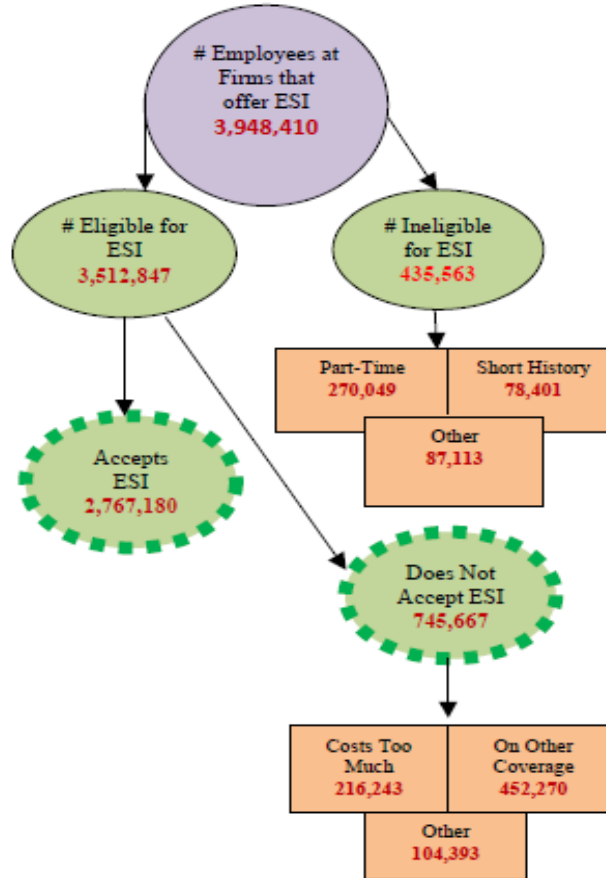 # Employees at
Firms that
offer ESI
3,948,410
# Eligible for
ESI
3,512,847
# Ineligible
for ESI
435,563
Part-Time
270,049
Short History
78,401
Other
87,113
Accepts
ESI
2,767,180
Does Not
Accept ESI
745,667
Costs Too
Much
216,243
On Other
Coverage
452,270
Other
104,393